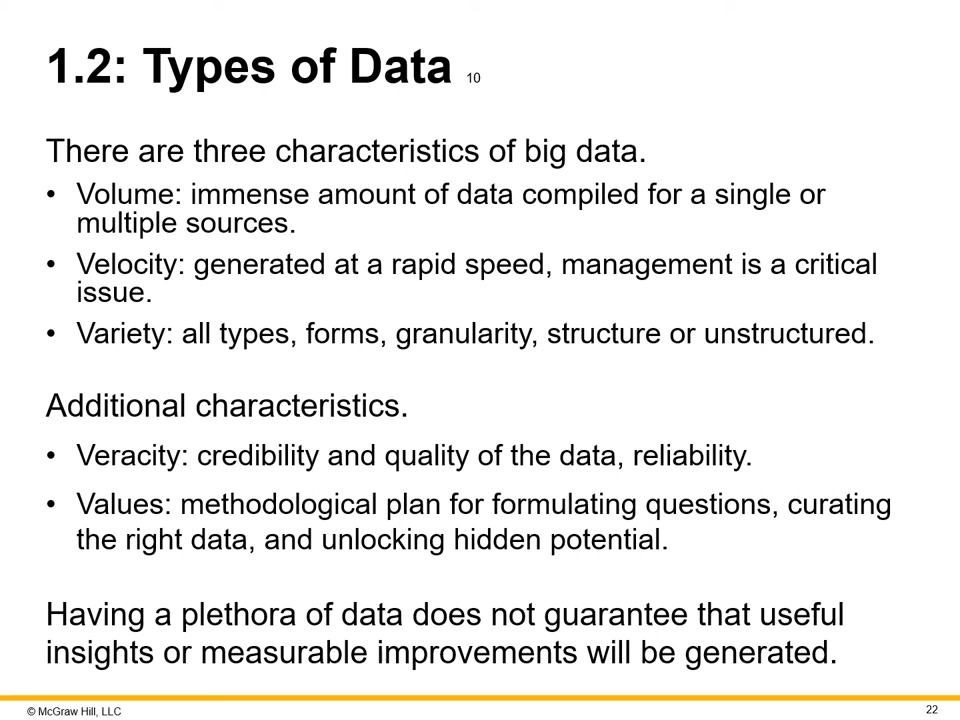 1.2: Types of Data 10
There are three characteristics of big data.
• Volume: immense amount of data compiled for a single or
multiple sources.
• Velocity: generated at a rapid speed, management is a critical
issue.
• Variety: all types, forms, granularity, structure or unstructured.
Additional characteristics.
• Veracity: credibility and quality of the data, reliability.
• Values: methodological plan for formulating questions, curating
the right data, and unlocking hidden potential.
Having a plethora of data does not guarantee that useful
insights or measurable improvements will be generated.
© McGraw Hill, LLC
22